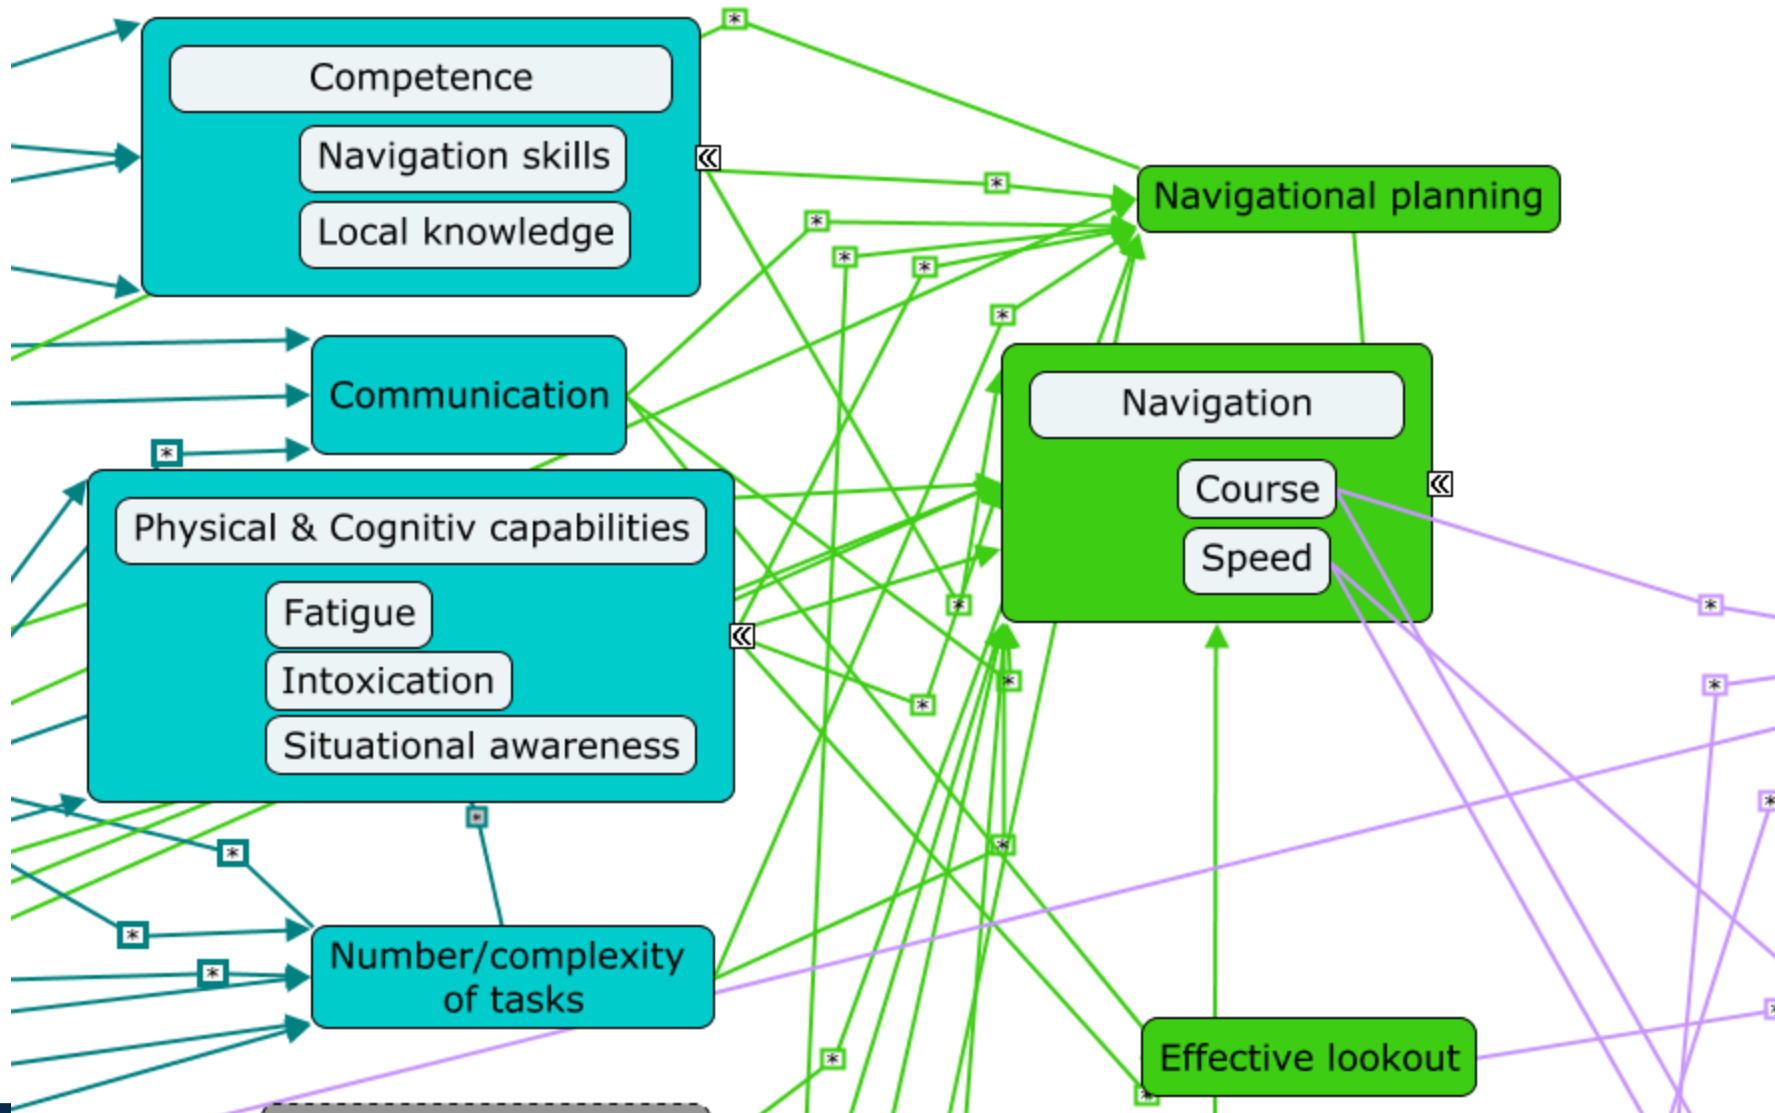 Competence
Navigation skills
Local knowledge
Navigational planning
Communication
Navigation
Course
Speed
Physical & Cognitiv capabilities
Fatigue
Intoxication
Situational awareness
Number/complexity
of tasks
Effective lookout